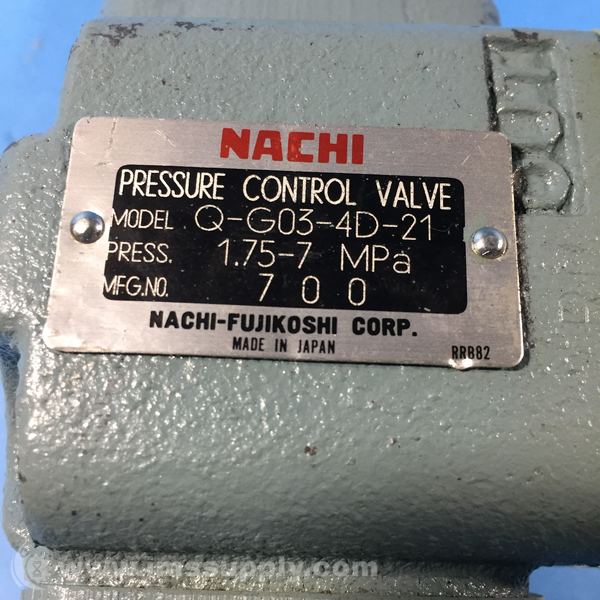 NACHI
PRESSURE CONTROL VALVE
MODEL Q-G03-4D-21
PRESS. 1.75-7 MPa
MFG.NO. 7 0 0
NACHI-FUJIKOSHI CORP.
MADE IN JAPAN RRB82